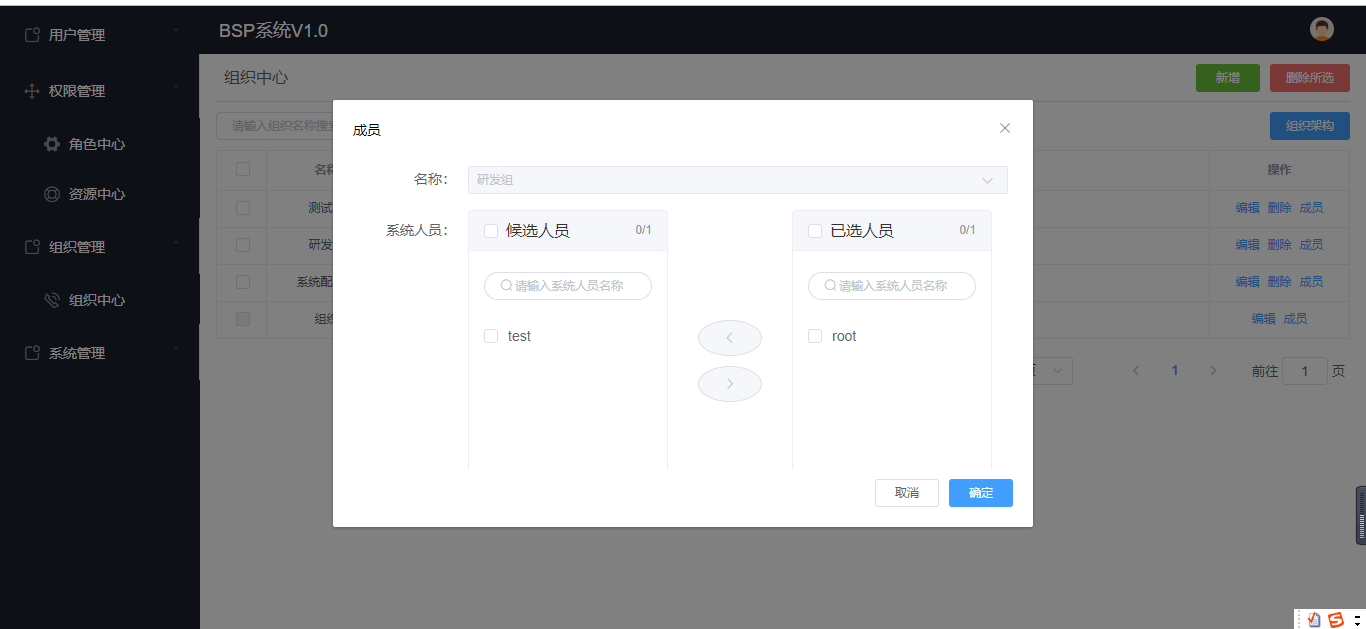 用户管理
权限管理
角色中心
资源中心
组织管理
组织中心
系统管理
BSP系统V1.0
组织中心
新增
删除所选
请输入组织名称搜
组织架构
名称
操作
测试
编辑 删除 成员
研发
编辑 删除 成员
系统配
编辑 删除 成员
组织
编辑 成员
1
前往 1 页
成员
名称：
研发组
系统人员：
候选人员 0/1
请输入系统人员名称
test
已选人员 0/1
请输入系统人员名称
root
取消
确定